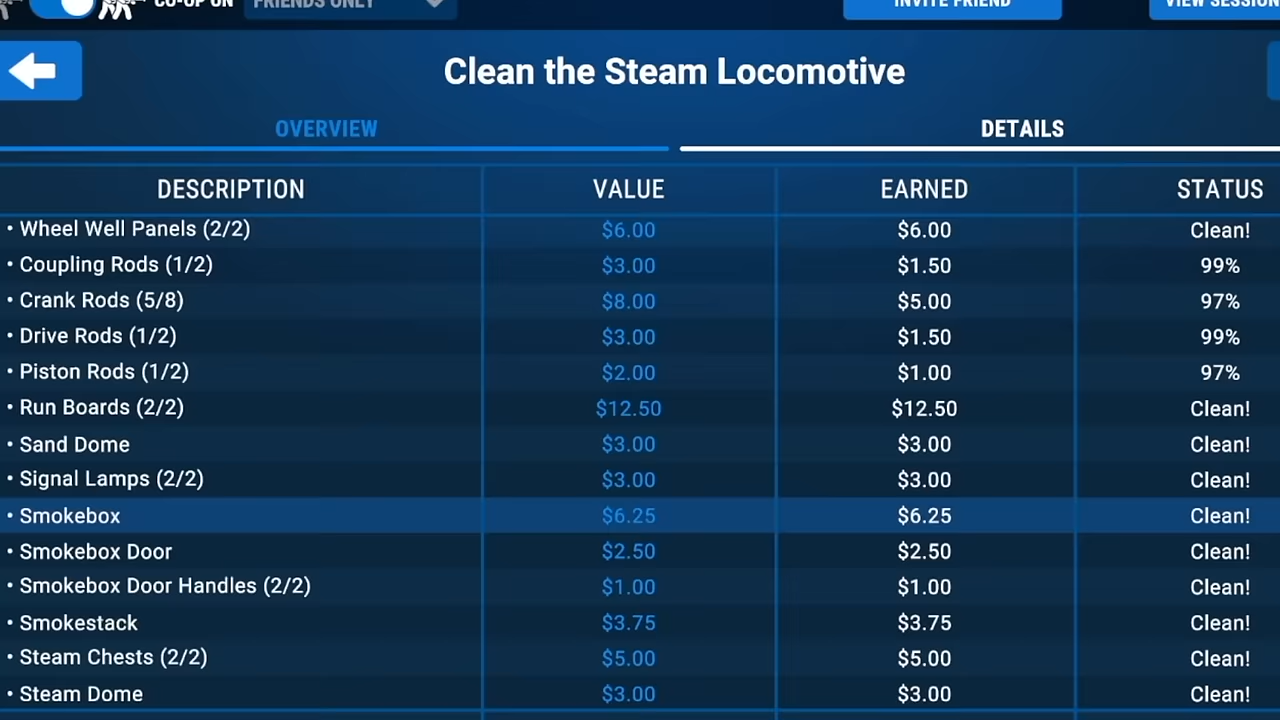 CO-OP ON FRIENDS ONLY INVITE FRIEND VIEW SESSION
Clean the Steam Locomotive
OVERVIEW DETAILS
DESCRIPTION VALUE EARNED STATUS
• Wheel Well Panels (2/2) $6.00 $6.00 Clean!
• Coupling Rods (1/2) $3.00 $1.50 99%
• Crank Rods (5/8) $8.00 $5.00 97%
• Drive Rods (1/2) $3.00 $1.50 99%
• Piston Rods (1/2) $2.00 $1.00 97%
• Run Boards (2/2) $12.50 $12.50 Clean!
• Sand Dome $3.00 $3.00 Clean!
• Signal Lamps (2/2) $3.00 $3.00 Clean!
• Smokebox $6.25 $6.25 Clean!
• Smokebox Door $2.50 $2.50 Clean!
• Smokebox Door Handles (2/2) $1.00 $1.00 Clean!
• Smokestack $3.75 $3.75 Clean!
• Steam Chests (2/2) $5.00 $5.00 Clean!
• Steam Dome $3.00 $3.00 Clean!